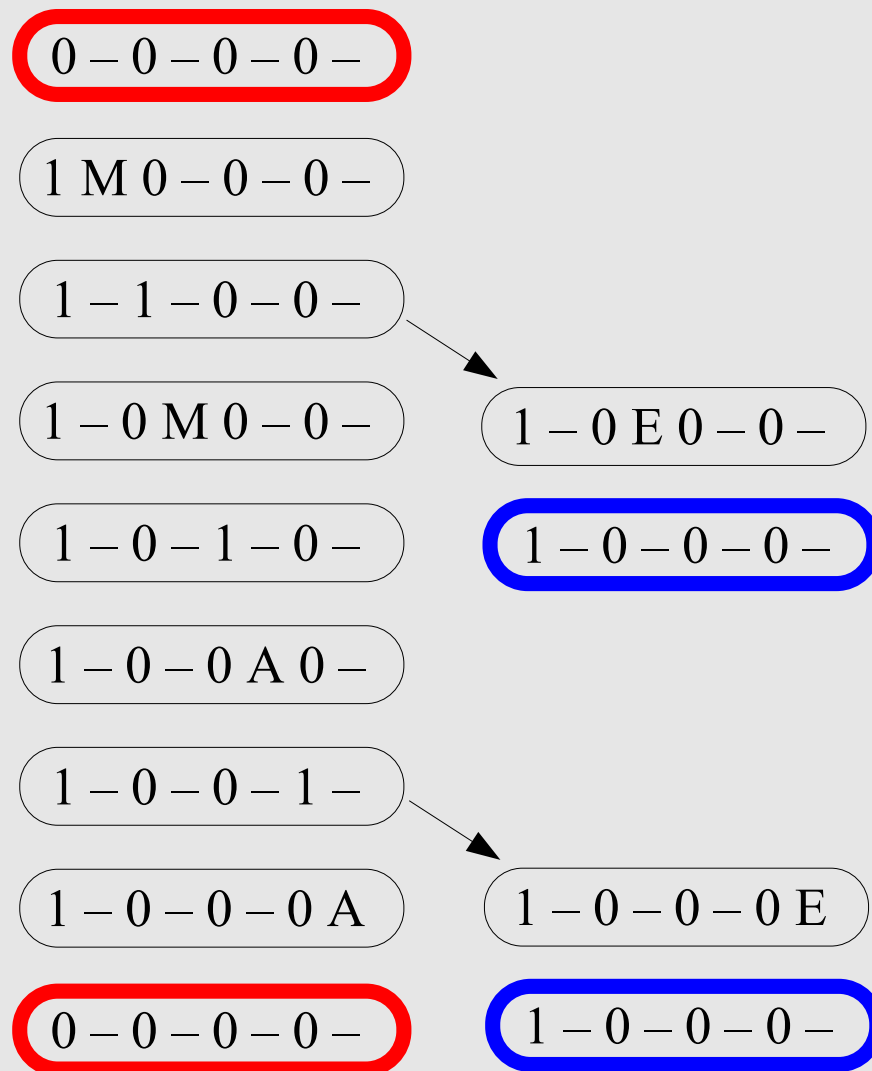 0 – 0 – 0 – 0 –
1 M 0 – 0 – 0 –
1 – 1 – 0 – 0 –
1 – 0 M 0 – 0 –
1 – 0 E 0 – 0 –
1 – 0 – 1 – 0 –
1 – 0 – 0 – 0 –
1 – 0 – 0 A 0 –
1 – 0 – 0 – 1 –
1 – 0 – 0 – 0 A
1 – 0 – 0 – 0 E
0 – 0 – 0 – 0 –
1 – 0 – 0 – 0 –